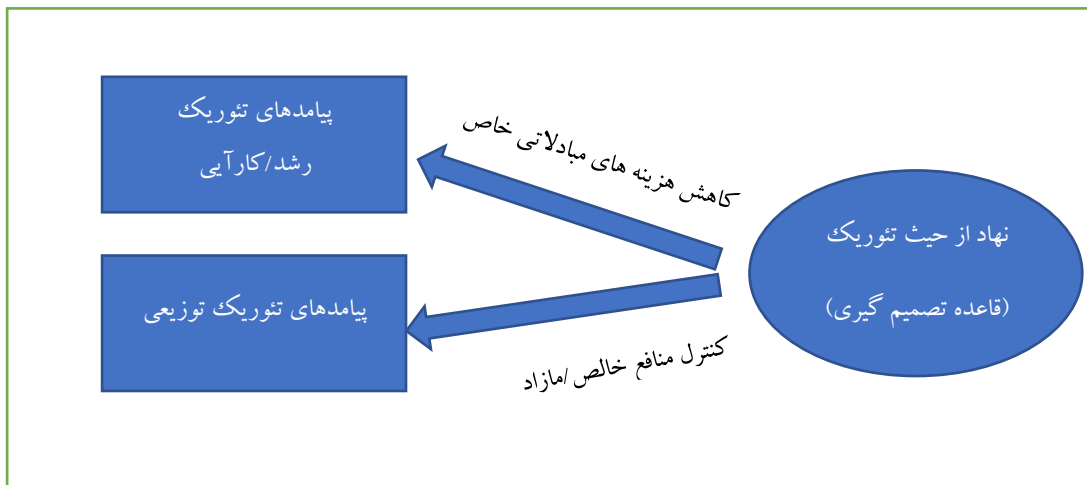 نهاد از حیث تئوریک
(قاعده تصمیم گیری)
کاهش هزینه های مبادلاتی خاص
پیامدهای تئوریک
رشد/کارآیی
کنترل منافع خالص /مازاد
پیامدهای تئوریک توزیعی